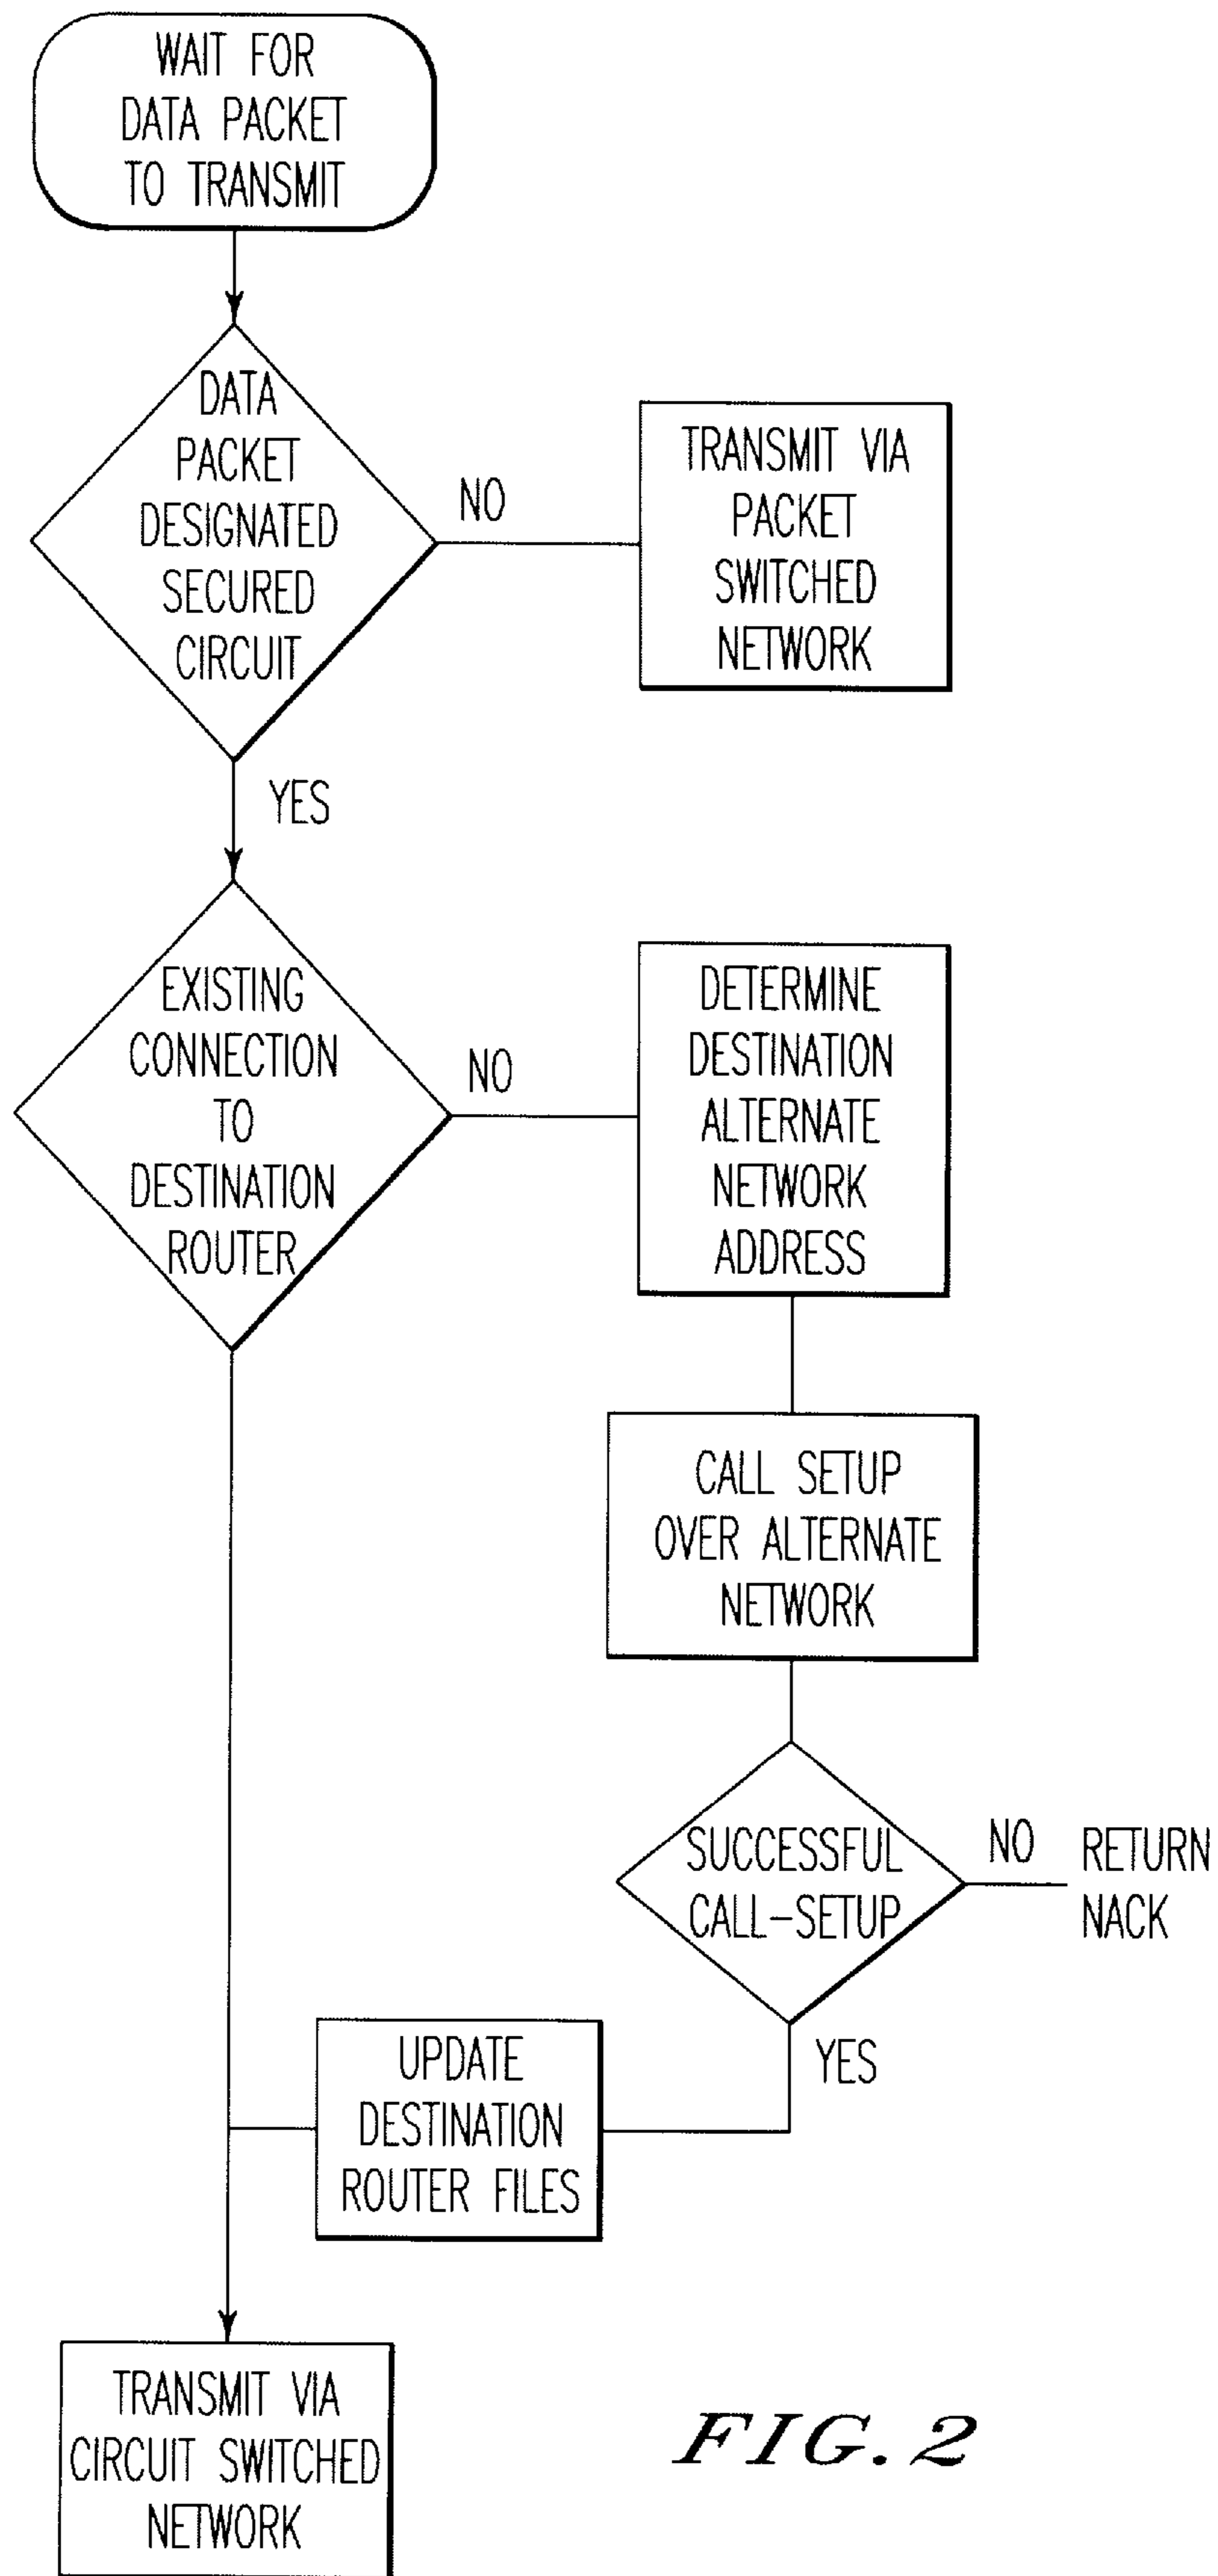 WAIT FOR
DATA PACKET
TO TRANSMIT
DATA
PACKET
DESIGNATED
SECURED
CIRCUIT
NO
TRANSMIT VIA
PACKET
SWITCHED
NETWORK
YES
EXISTING
CONNECTION
TO
DESTINATION
ROUTER
NO
DETERMINE
DESTINATION
ALTERNATE
NETWORK
ADDRESS
CALL SETUP
OVER ALTERNATE
NETWORK
SUCCESSFUL
CALL-SETUP
NO
RETURN
NACK
YES
UPDATE
DESTINATION
ROUTER FILES
TRANSMIT VIA
CIRCUIT SWITCHED
NETWORK
FIG. 2